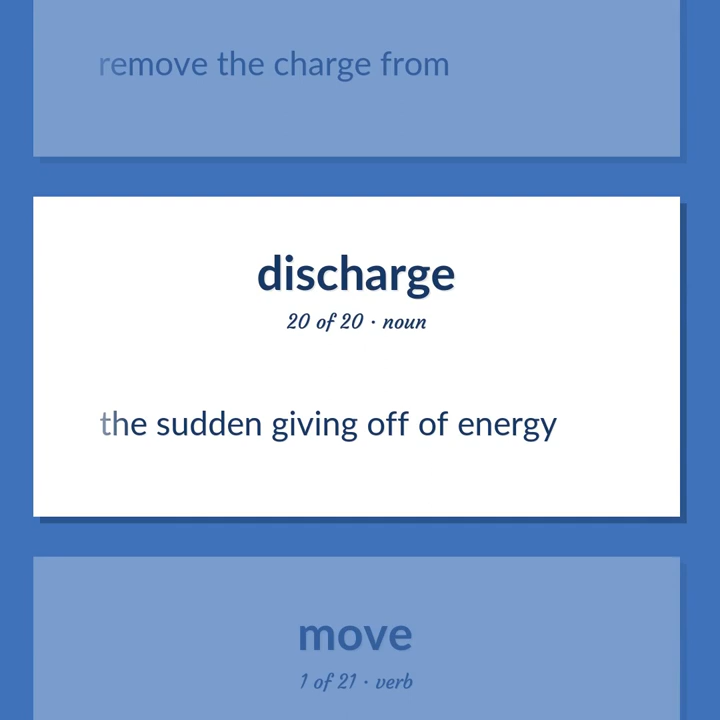 remove the charge from
discharge
20 of 20 · noun
the sudden giving off of energy
move
1 of 21 · verb